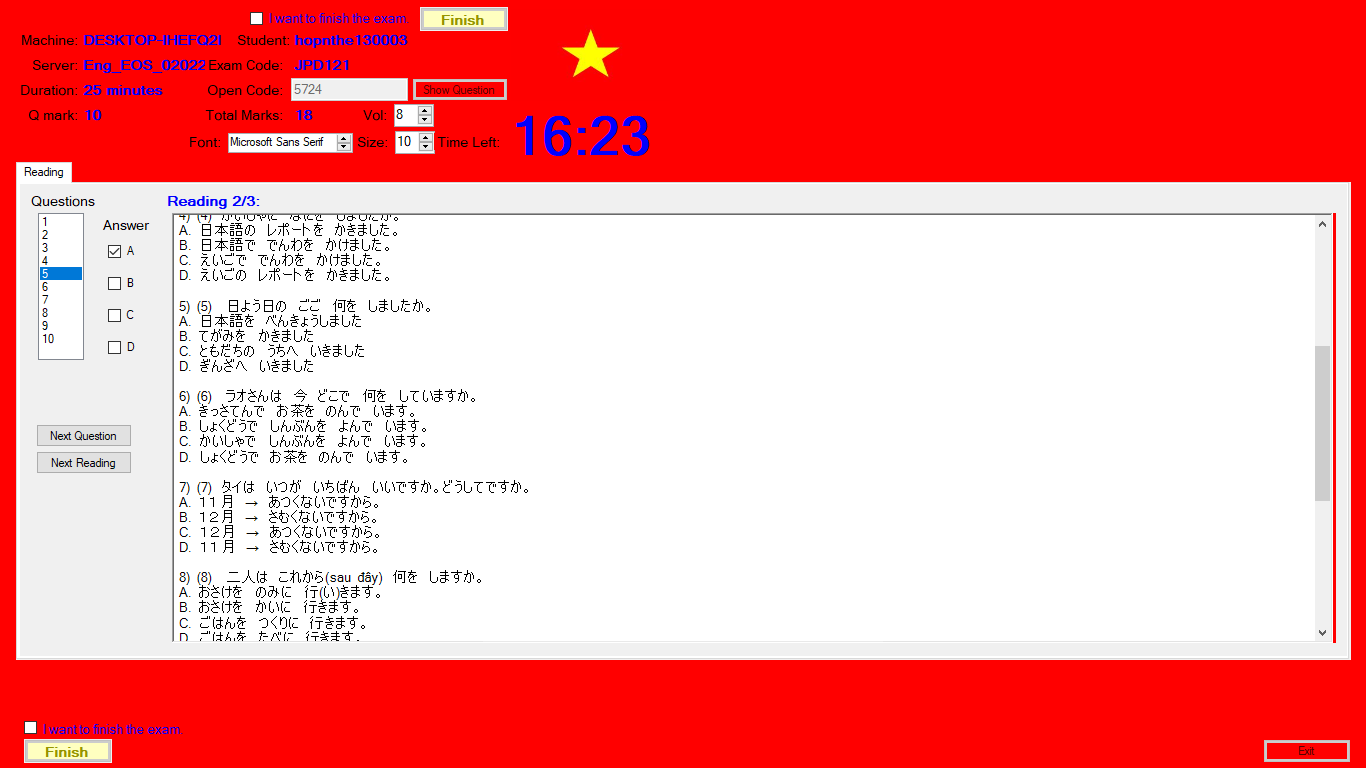 I want to finish the exam.
Finish
Machine: DESKTOP-IHEFQ2I Student: hopnthe130003
Server: Eng_EOS_02022 Exam Code: JPD121
Duration: 25 minutes Open Code: 5724 Show Question
Q mark: 10 Total Marks: 18 Vol: 8
Font: Microsoft Sans Serif Size: 10 Time Left: 16:23
Reading
Questions
Reading 2/3:
Answer
1
2
3
4
5
6
7
8
9
10
A
B
C
D
Next Question
Next Reading
4) (4) かいしゃに なにを しましたか。
A. 日本語の レポートを かきました。
B. 日本語で でんわを かけました。
C. えいごで でんわを かけました。
D. えいごの レポートを かきました。
5) (5) 日よう日の ごご 何を しましたか。
A. 日本語を べんきょうしました
B. てがみを かきました
C. ともだちの うちへ いきました
D. ぎんざへ いきました
6) (6) ラオさんは 今 どこで 何を していますか。
A. きっさてんで お茶を のんで います。
B. しょくどうで しんぶんを よんで います。
C. かいしゃで しんぶんを よんで います。
D. しょくどうで お茶を のんで います。
7) (7) タイは いつが いちばん いいですか。どうしてですか。
A. 11月 → あつくないですから。
B. 12月 → さむくないですから。
C. 12月 → あつくないですから。
D. 11月 → さむくないですから。
8) (8) 二人は これから(sau đây) 何を しますか。
A. おさけを のみに 行(い)きます。
B. おさけを かいに 行きます。
C. ごはんを つくりに 行きます。
D. ごはんを たべに 行きます。
I want to finish the exam.
Finish
Exit